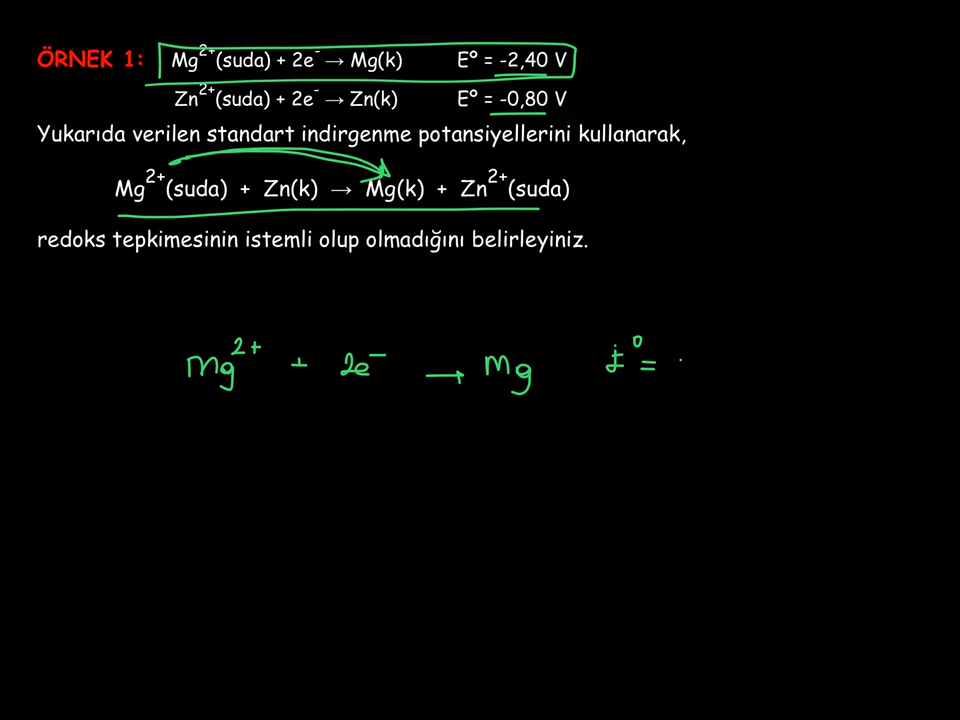 ÖRNEK 1: Mg²⁺(suda) + 2e⁻ → Mg(k) E° = -2,40 V
Zn²⁺(suda) + 2e⁻ → Zn(k) E° = -0,80 V
Yukarıda verilen standart indirgenme potansiyellerini kullanarak,
Mg²⁺(suda) + Zn(k) → Mg(k) + Zn²⁺(suda)
redoks tepkimesinin istemli olup olmadığını belirleyiniz.
Mg²⁺ + 2e⁻ → Mg E° =